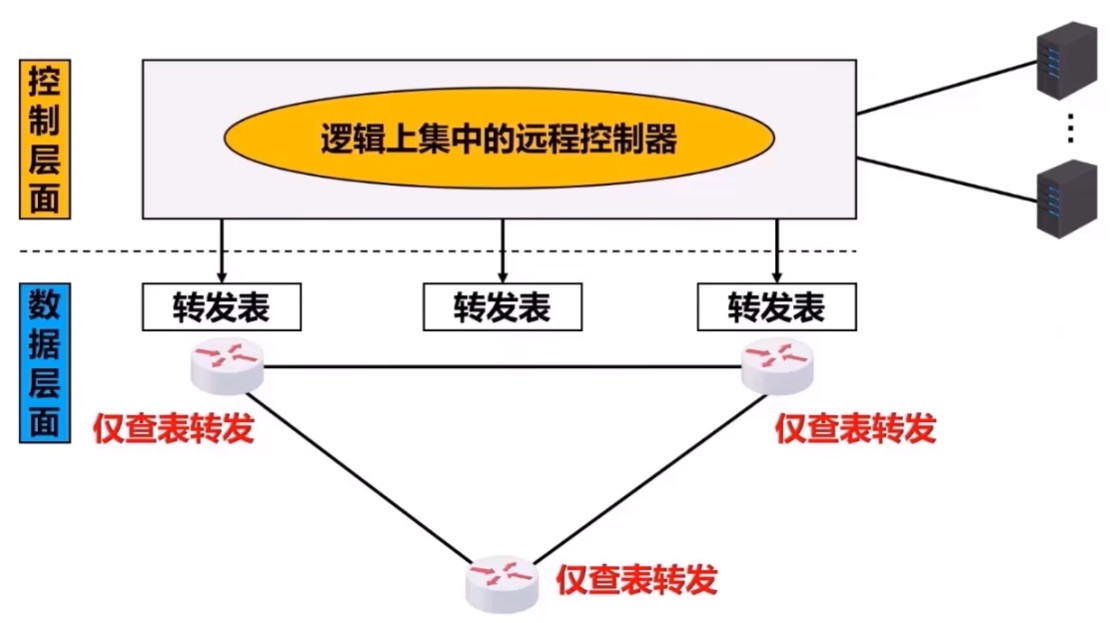 控制层面
逻辑上集中的远程控制器
数据层面
转发表
转发表
转发表
仅查表转发
仅查表转发
仅查表转发